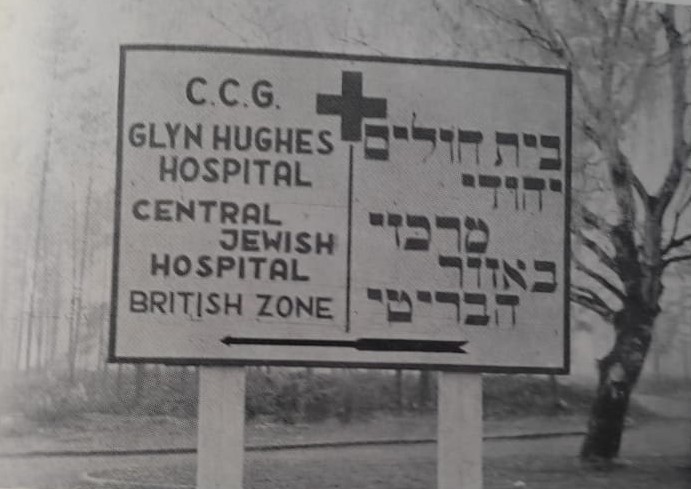 C.C.G.
GLYN HUGHES
HOSPITAL
CENTRAL
JEWISH
HOSPITAL
BRITISH ZONE
בית חולים
יהודי
מרכזי
באזור
הבריטי